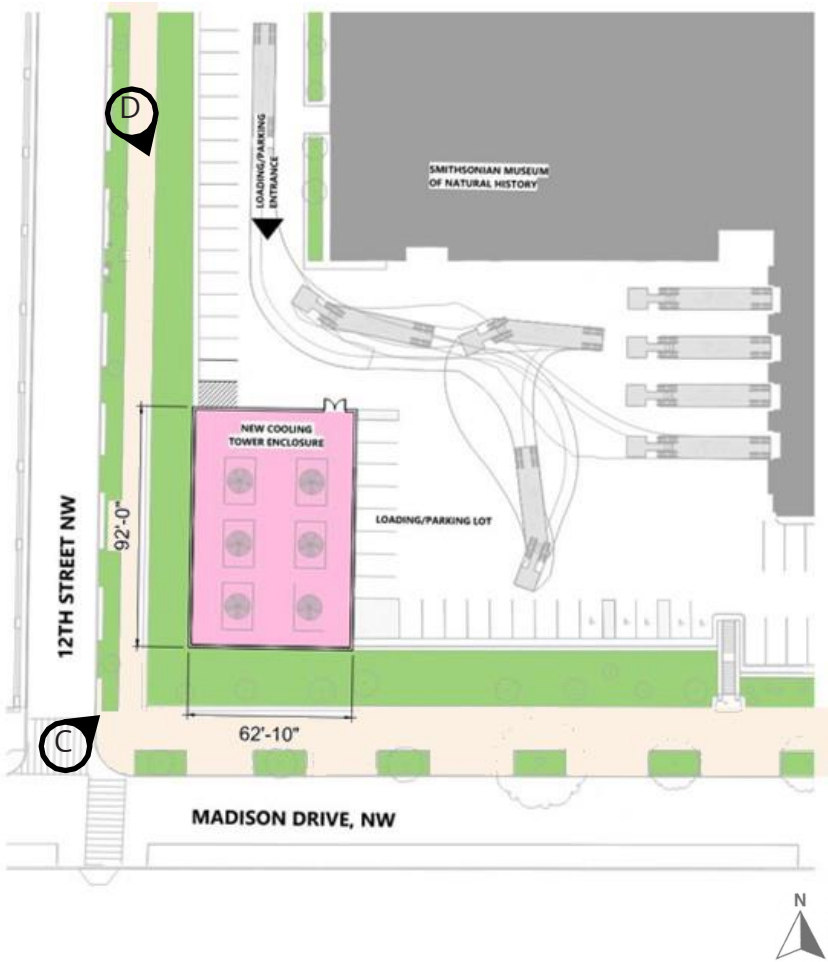 D
LOADING/PARKING
ENTRANCE
SMITHSONIAN MUSEUM
OF NATURAL HISTORY
NEW COOLING
TOWER ENCLOSURE
92'-0"
12TH STREET NW
LOADING/PARKING LOT
62'-10"
C
MADISON DRIVE, NW
N